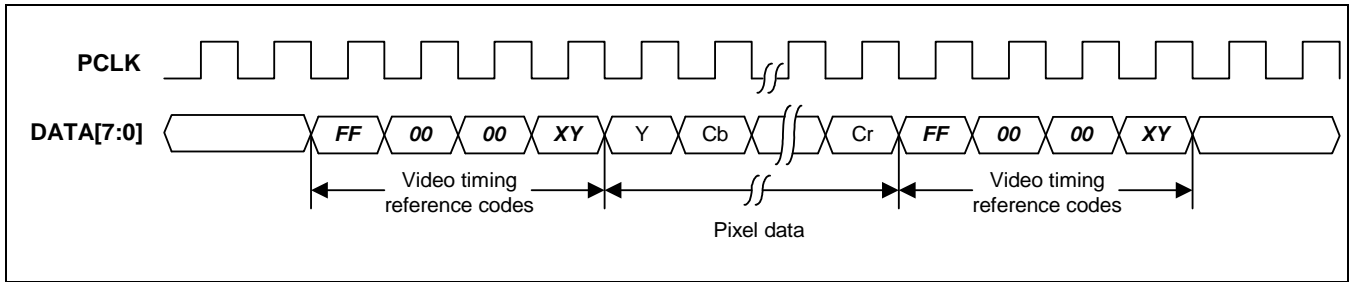 PCLK
DATA[7:0] FF 00 00 XY Y Cb Cr FF 00 00 XY
Video timing Video timing
reference codes reference codes
Pixel data